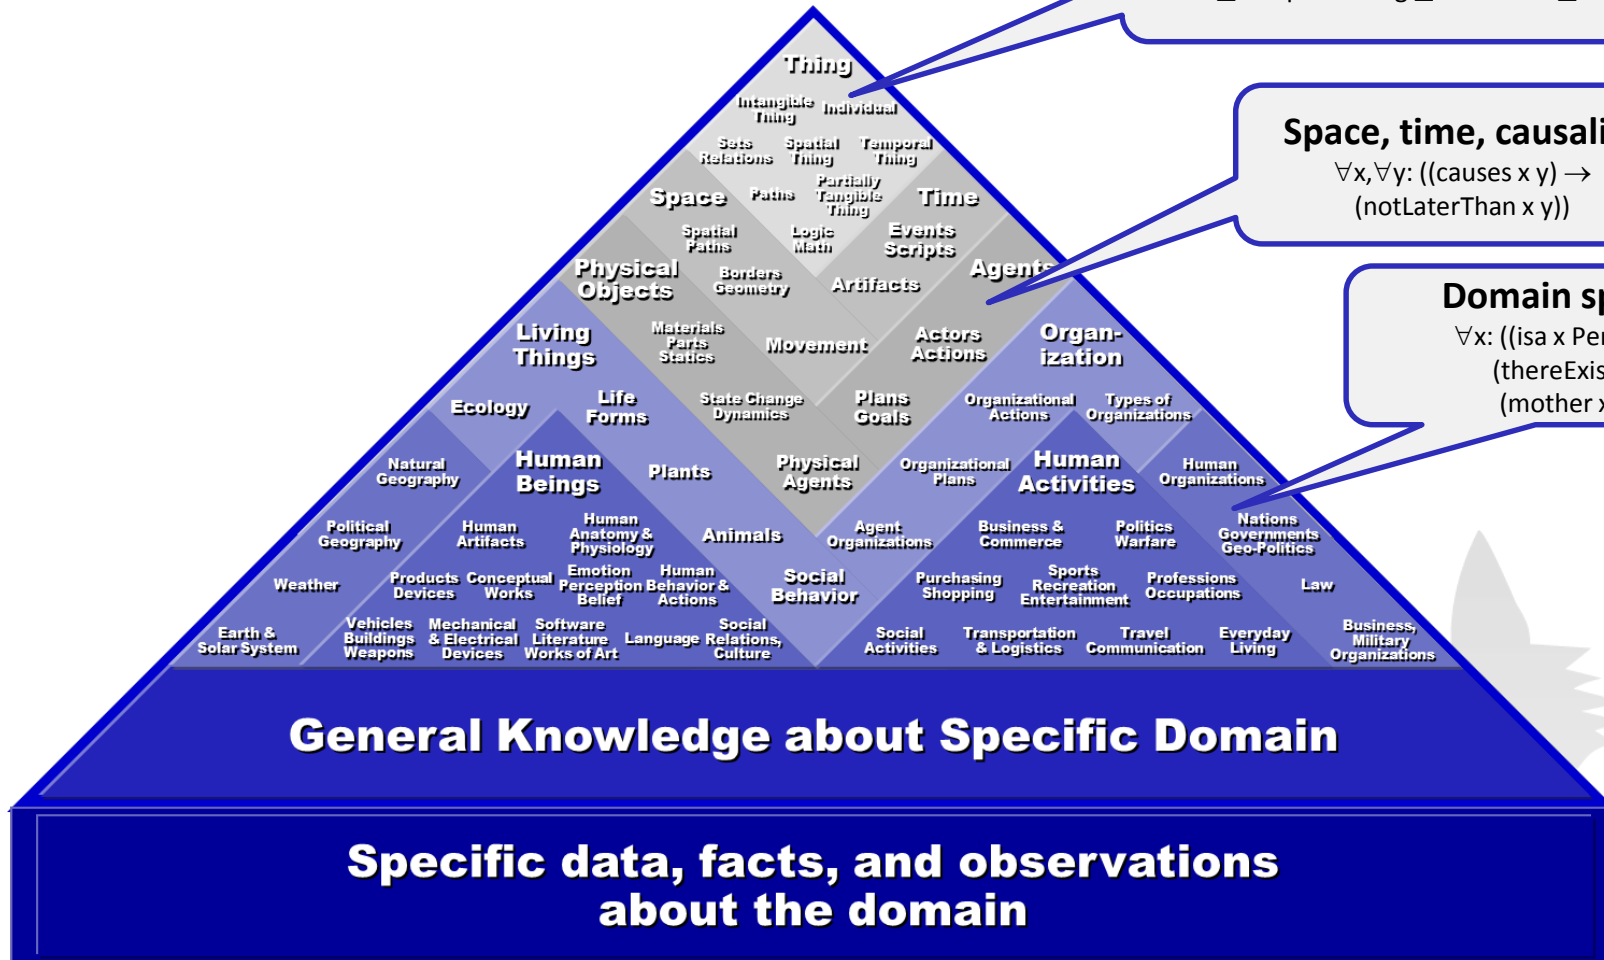 Thing
Intangible
Thing
Individual
Sets
Relations
Spatial
Thing
Temporal
Thing
Space
Paths
Partially
Tangible
Thing
Time
Spatial
Paths
Logic
Math
Events
Scripts
Physical
Objects
Borders
Geometry
Artifacts
Agents
Living
Things
Materials
Parts
Statics
Movement
Actors
Actions
Organ-
ization
Ecology
Life
Forms
State Change
Dynamics
Plans
Goals
Organizational
Actions
Types of
Organizations
Natural
Geography
Human
Beings
Plants
Physical
Agents
Organizational
Plans
Human
Activities
Human
Organizations
Political
Geography
Human
Artifacts
Human
Anatomy &
Physiology
Animals
Agent
Organizations
Business &
Commerce
Politics
Warfare
Nations
Governments
Geo-Politics
Weather
Products
Devices
Conceptual
Works
Emotion
Perception
Belief
Human
Behavior &
Actions
Social
Behavior
Purchasing
Shopping
Sports
Recreation
Entertainment
Professions
Occupations
Law
Earth &
Solar System
Vehicles
Buildings
Weapons
Mechanical
& Electrical
Devices
Software
Literature
Works of Art
Language
Social
Relations,
Culture
Social
Activities
Transportation
& Logistics
Travel
Communication
Everyday
Living
Business,
Military
Organizations
General Knowledge about Specific Domain
Specific data, facts, and observations
about the domain
Space, time, causali
∀x,∀y: ((causes x y) →
(notLaterThan x y))
Domain sp
∀x: ((isa x Per
(thereExis
(mother x